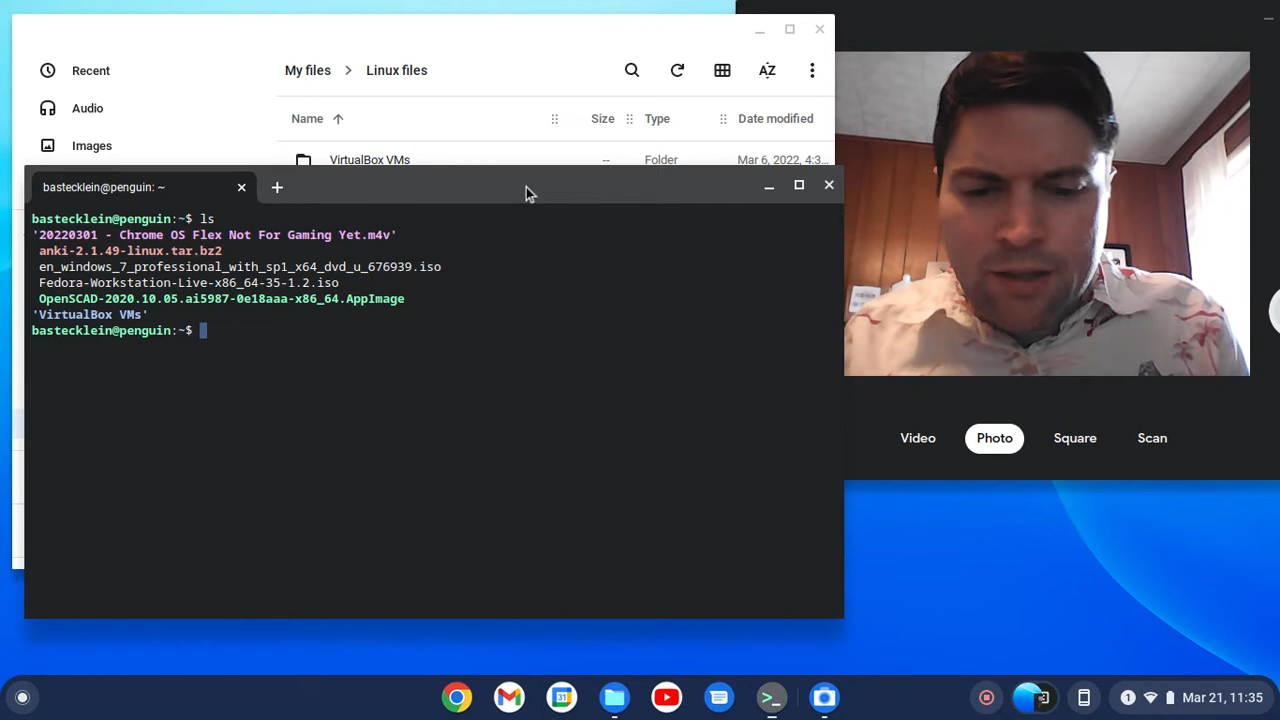 Recent
Audio
Images
My files > Linux files
AZ
Name Size Type Date modified
VirtualBox VMs -- Folder Mar 6, 2022, 4:3...
bastecklein@penguin: ~
bastecklein@penguin:~$ ls
'20220301 - Chrome OS Flex Not For Gaming Yet.m4v'
anki-2.1.49-linux.tar.bz2
en_windows_7_professional_with_sp1_x64_dvd_u_676939.iso
Fedora-Workstation-Live-x86_64-35-1.2.iso
OpenSCAD-2020.10.05.ai5987-0e18aaa-x86_64.AppImage
'VirtualBox VMs'
bastecklein@penguin:~$
Video Photo Square Scan
31
>_
1 Mar 21, 11:35